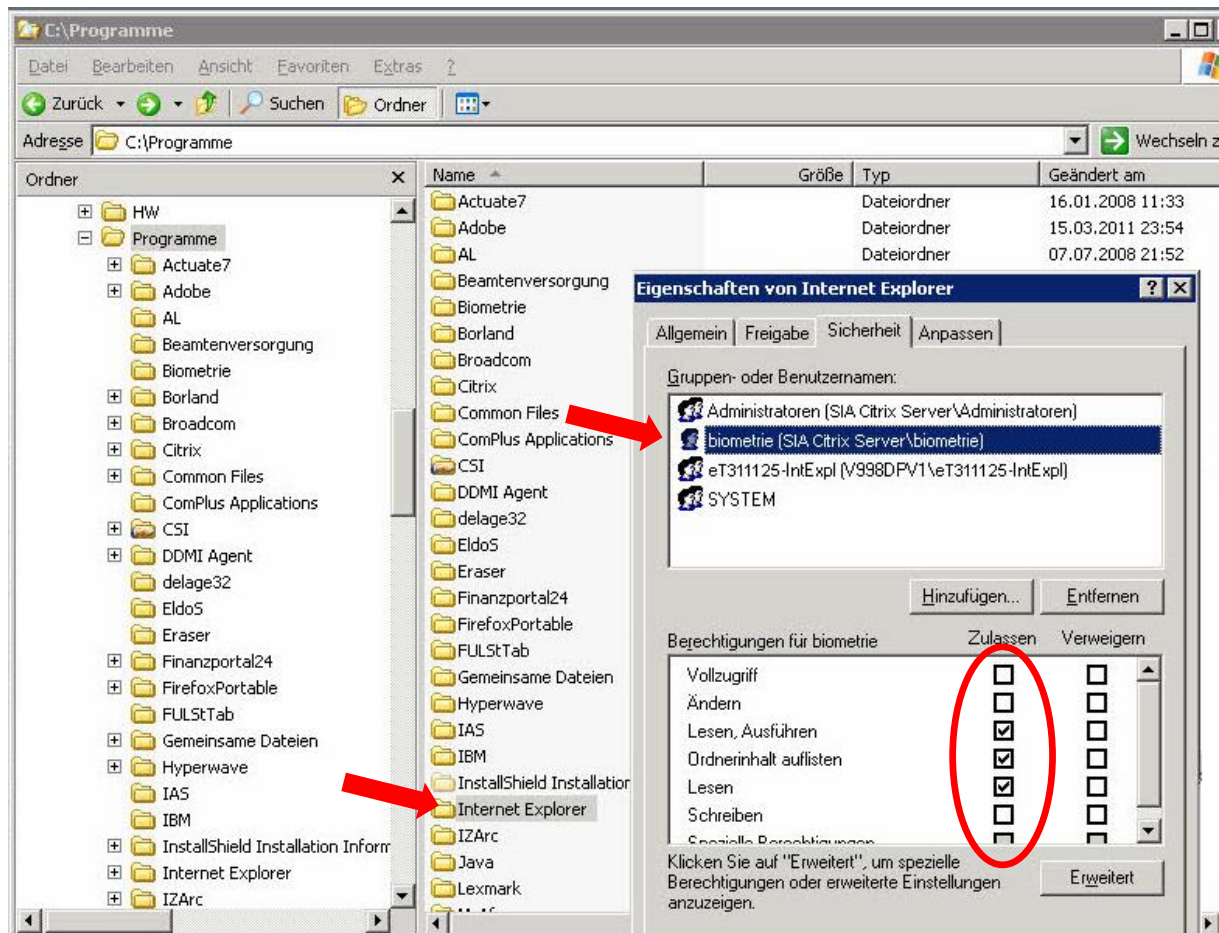 C:\Programme
Datei Bearbeiten Ansicht Favoriten Extras ?
Zurück Suchen Ordner
Adresse C:\Programme Wechseln z
Ordner
HW
Programme
Actuate7
Adobe
AL
Beamtenversorgung
Biometrie
Borland
Broadcom
Citrix
Common Files
ComPlus Applications
CSI
DDMI Agent
delage32
EldoS
Eraser
Finanzportal24
FirefoxPortable
FULStTab
Gemeinsame Dateien
Hyperwave
IAS
IBM
InstallShield Installation Inform
Internet Explorer
IZArc
Name Größe Typ Geändert am
Actuate7 Dateiordner 16.01.2008 11:33
Adobe Dateiordner 15.03.2011 23:54
AL Dateiordner 07.07.2008 21:52
Beamtenversorgung
Biometrie
Borland
Broadcom
Citrix
Common Files
ComPlus Applications
CSI
DDMI Agent
delage32
EldoS
Eraser
Finanzportal24
FirefoxPortable
FULStTab
Gemeinsame Dateien
Hyperwave
IAS
IBM
InstallShield Installation
Internet Explorer
IZArc
Java
Lexmark
Eigenschaften von Internet Explorer
Allgemein Freigabe Sicherheit Anpassen
Gruppen- oder Benutzernamen:
Administratoren (SIA Citrix Server\Administratoren)
biometrie (SIA Citrix Server\biometrie)
eT311125-IntExpl (V998DPV1\eT311125-IntExpl)
SYSTEM
Hinzufügen... Entfernen
Berechtigungen für biometrie Zulassen Verweigern
Vollzugriff
Ändern
Lesen, Ausführen
Ordnerinhalt auflisten
Lesen
Schreiben
Spezielle Berechtigungen
Klicken Sie auf "Erweitert", um spezielle
Berechtigungen oder erweiterte Einstellungen
anzuzeigen.
Erweitert